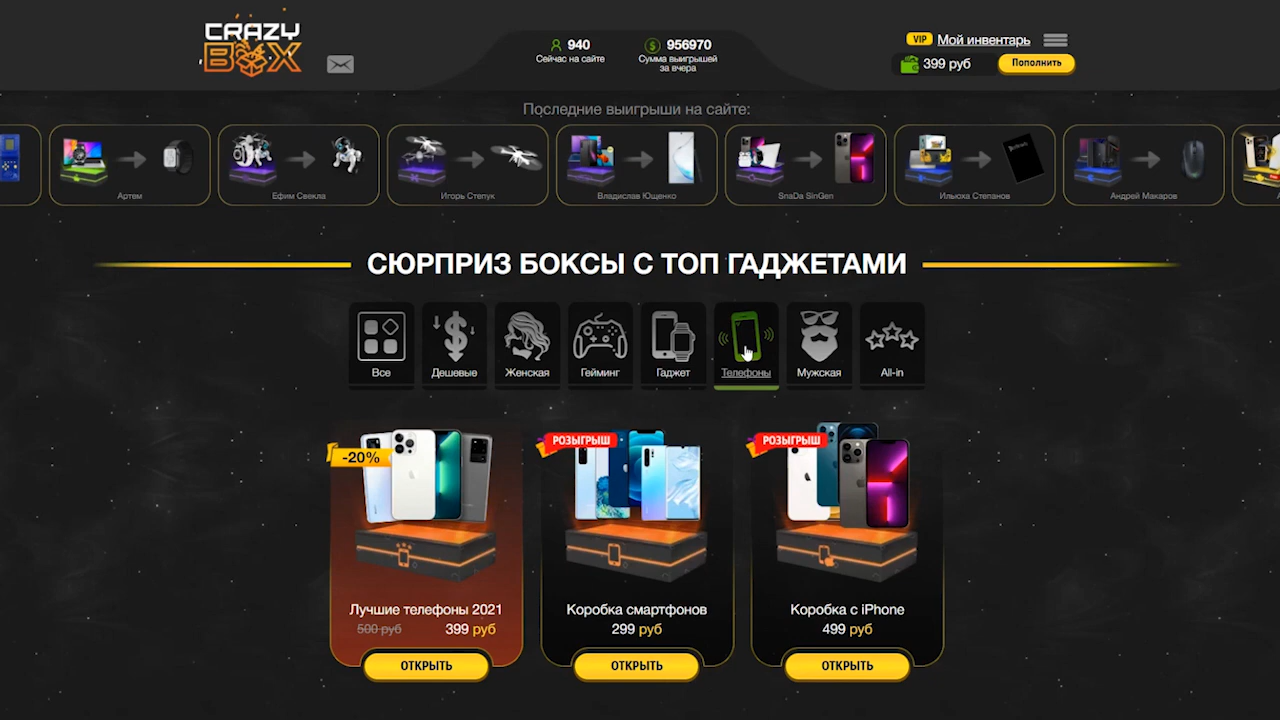 CRAZY
BOX
940
Сейчас на сайте
956970
Сумма выигрышей
за вчера
VIP
Мой инвентарь
399 руб
Пополнить
Последние выигрыши на сайте:
Артем
Ефим Свекла
Игорь Степук
Владислав Ющенко
SnaDa SinGen
Ильюха Степанов
Андрей Макаров
СЮРПРИЗ БОКСЫ С ТОП ГАДЖЕТАМИ
Все
Дешевые
Женская
Гейминг
Гаджет
Телефоны
Мужская
All-in
-20%
РОЗЫГРЫШ
РОЗЫГРЫШ
Лучшие телефоны 2021
500 руб 399 руб
ОТКРЫТЬ
Коробка смартфонов
299 руб
ОТКРЫТЬ
Коробка с iPhone
499 руб
ОТКРЫТЬ